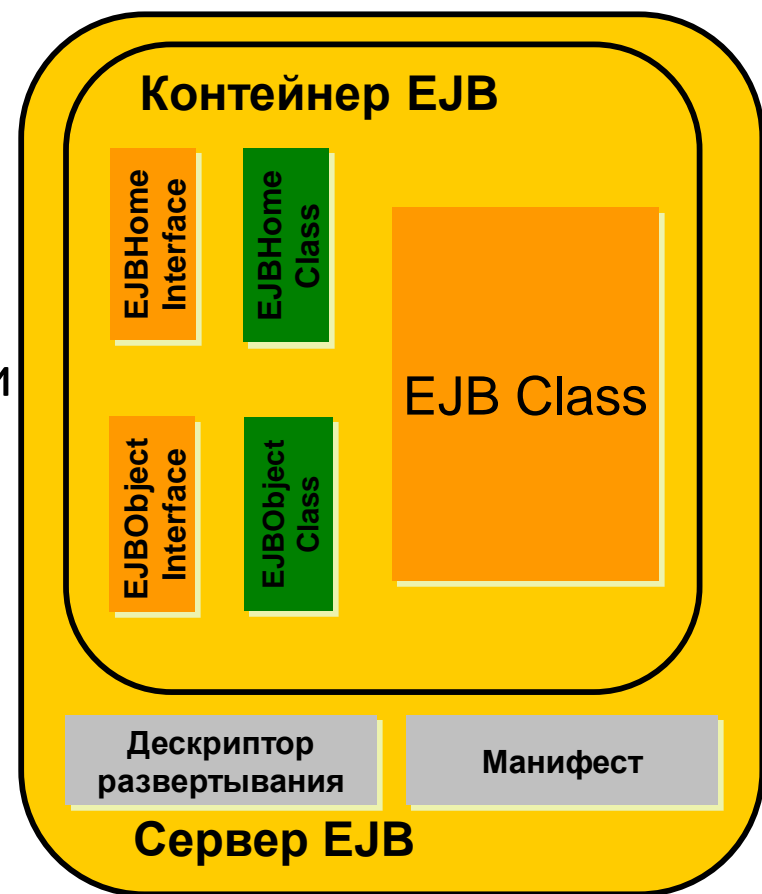 Контейнер EJB
EJBHome
Interface
EJBHome
Class
и
EJB Class
EJBObject
Interface
EJBObject
Class
Дескриптор
развертывания
Манифест
Сервер EJB